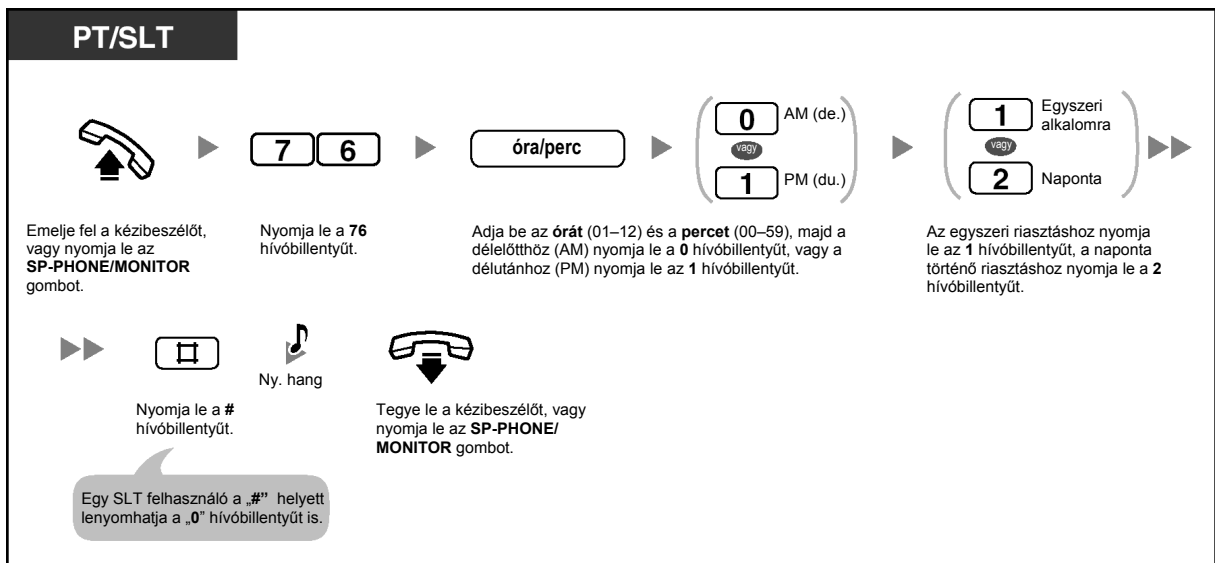 PT/SLT
7 6
óra/perc
0 AM (de.)
vagy
1 PM (du.)
1 Egyszeri
alkalomra
vagy
2 Naponta
Emelje fel a kézibeszélőt,
vagy nyomja le az
SP-PHONE/MONITOR
gombot.
Nyomja le a 76
hívóbillentyűt.
Adja be az órát (01–12) és a percet (00–59), majd a
délelőtthöz (AM) nyomja le a 0 hívóbillentyűt, vagy a
délutánhoz (PM) nyomja le az 1 hívóbillentyűt.
Az egyszeri riasztáshoz nyomja
le az 1 hívóbillentyűt, a naponta
történő riasztáshoz nyomja le a 2
hívóbillentyűt.
#
Ny. hang
Nyomja le a #
hívóbillentyűt.
Tegye le a kézibeszélőt, vagy
nyomja le az SP-PHONE/
MONITOR gombot.
Egy SLT felhasználó a „#” helyett
lenyomhatja a „0” hívóbillentyűt is.